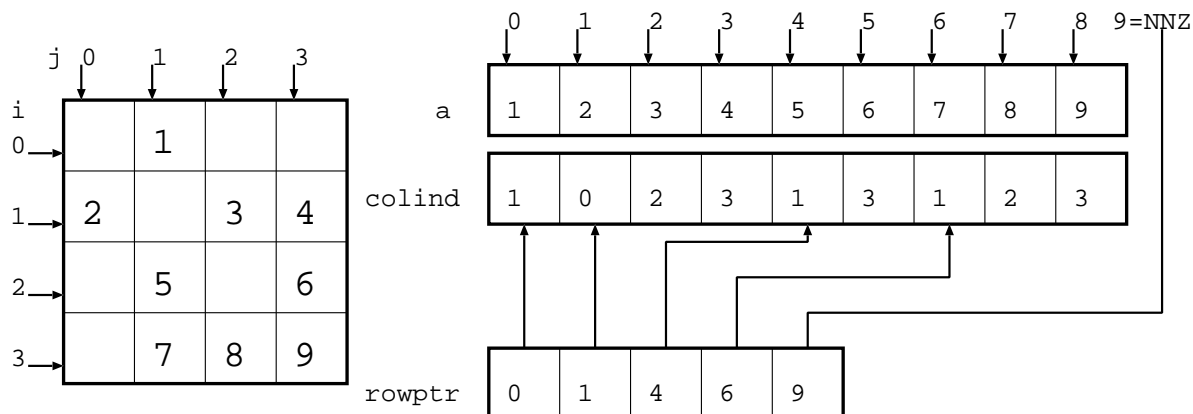 0 1 2 3 4 5 6 7 8 9=NNZ
j 0 1 2 3
a 1 2 3 4 5 6 7 8 9
i
0 1
colind 1 0 2 3 1 3 1 2 3
1 2 3 4
2 5 6
3 7 8 9
rowptr 0 1 4 6 9